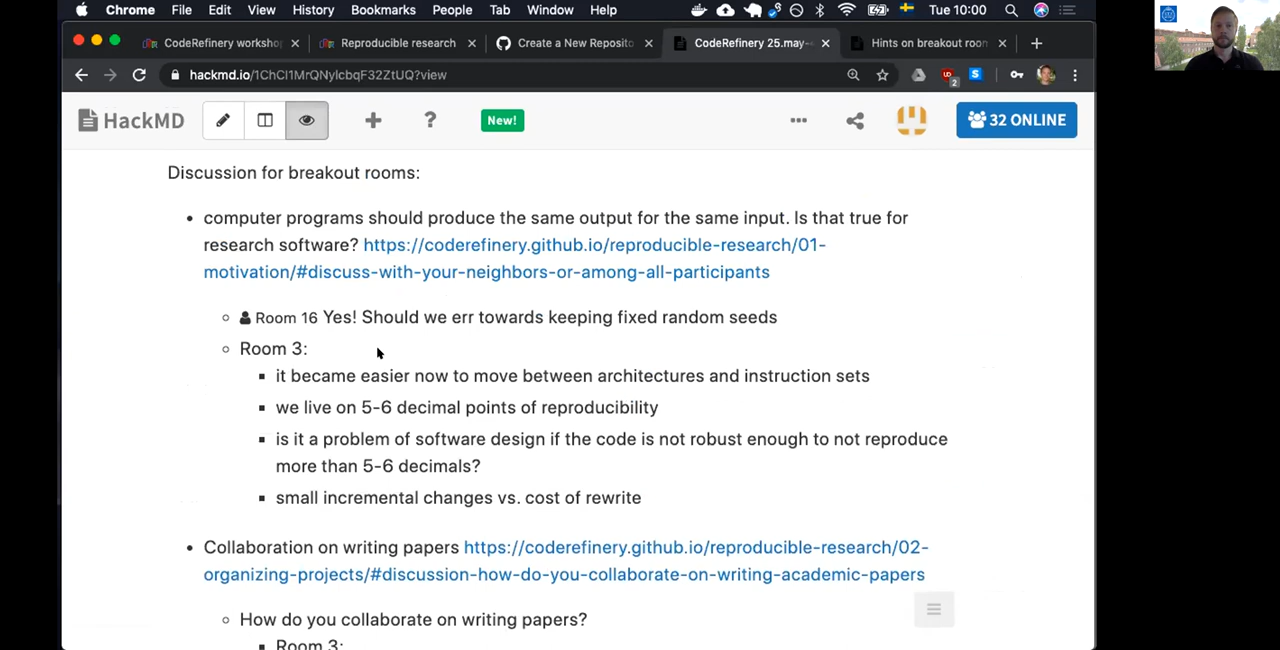 Chrome File Edit View History Bookmarks People Tab Window Help Tue 10:00
CodeRefinery workshop Reproducible research Create a New Reposito CodeRefinery 25.may- Hints on breakout room
hackmd.io/1ChCl1MrQNylcbqF32ZtUQ?view
HackMD New! 32 ONLINE
Discussion for breakout rooms:
computer programs should produce the same output for the same input. Is that true for
research software? https://coderefinery.github.io/reproducible-research/01-
motivation/#discuss-with-your-neighbors-or-among-all-participants
Room 16 Yes! Should we err towards keeping fixed random seeds
Room 3:
it became easier now to move between architectures and instruction sets
we live on 5-6 decimal points of reproducibility
is it a problem of software design if the code is not robust enough to not reproduce
more than 5-6 decimals?
small incremental changes vs. cost of rewrite
Collaboration on writing papers https://coderefinery.github.io/reproducible-research/02-
organizing-projects/#discussion-how-do-you-collaborate-on-writing-academic-papers
How do you collaborate on writing papers?
Room 3: